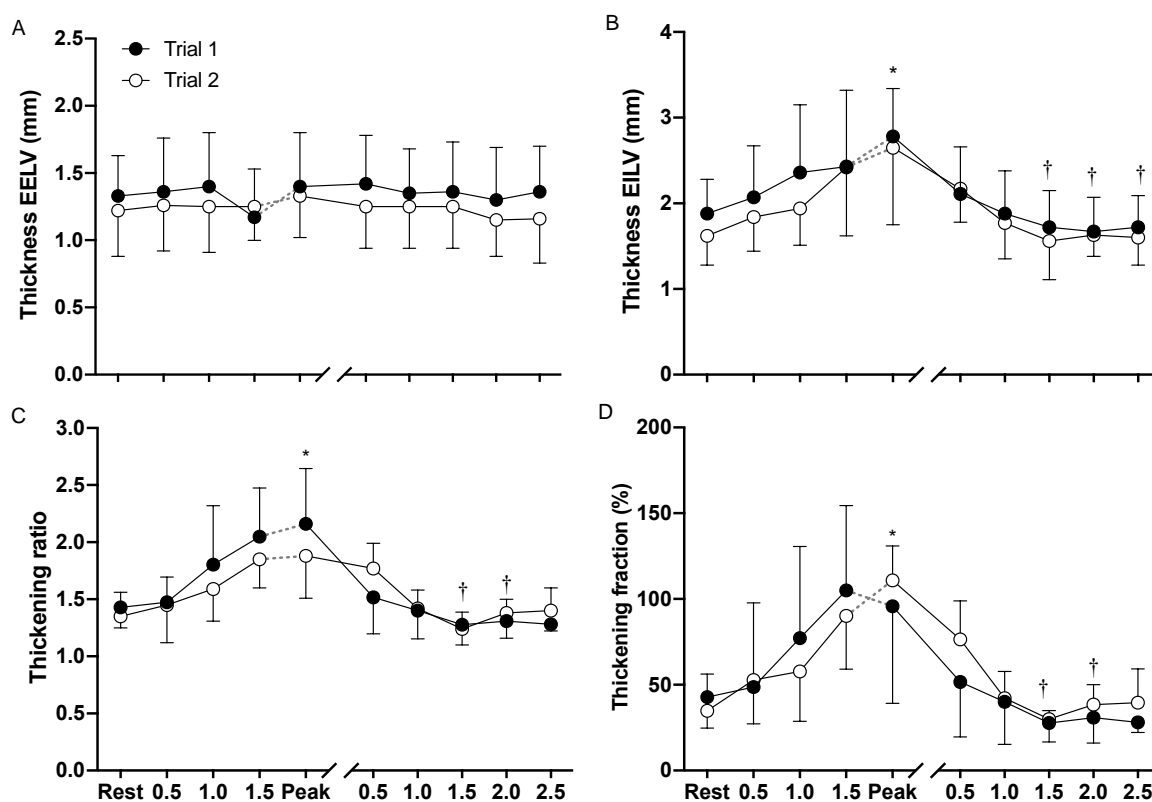 A
Thickness EELV (mm)
2.5
2.0
1.5
1.0
0.5
0.0
Trial 1
Trial 2
B
Thickness EILV (mm)
4
3
2
1
0
*
†
†
†
C
Thickening ratio
3.0
2.5
2.0
1.5
1.0
0.5
0.0
*
†
†
Rest 0.5 1.0 1.5 Peak 0.5 1.0 1.5 2.0 2.5
D
Thickening fraction (%)
200
150
100
50
0
*
†
†
Rest 0.5 1.0 1.5 Peak 0.5 1.0 1.5 2.0 2.5